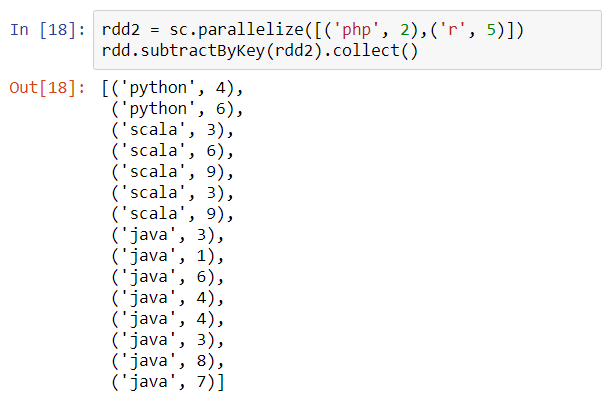 In [18]: rdd2 = sc.parallelize([('php', 2),('r', 5)])
rdd.subtractByKey(rdd2).collect()
Out[18]: [('python', 4),
('python', 6),
('scala', 3),
('scala', 6),
('scala', 9),
('scala', 3),
('scala', 9),
('java', 3),
('java', 1),
('java', 6),
('java', 4),
('java', 4),
('java', 3),
('java', 8),
('java', 7)]